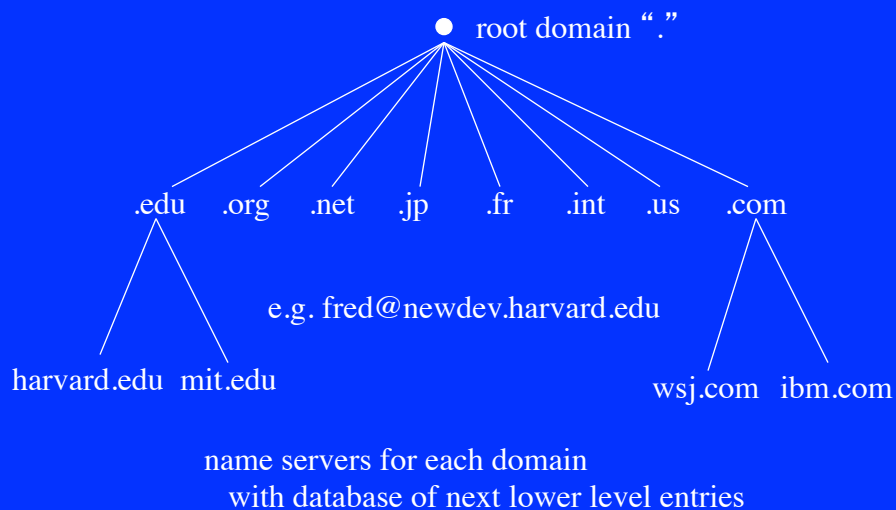 root domain “.”
.edu .org .net .jp .fr .int .us .com
e.g. fred@newdev.harvard.edu
harvard.edu mit.edu wsj.com ibm.com
name servers for each domain
with database of next lower level entries